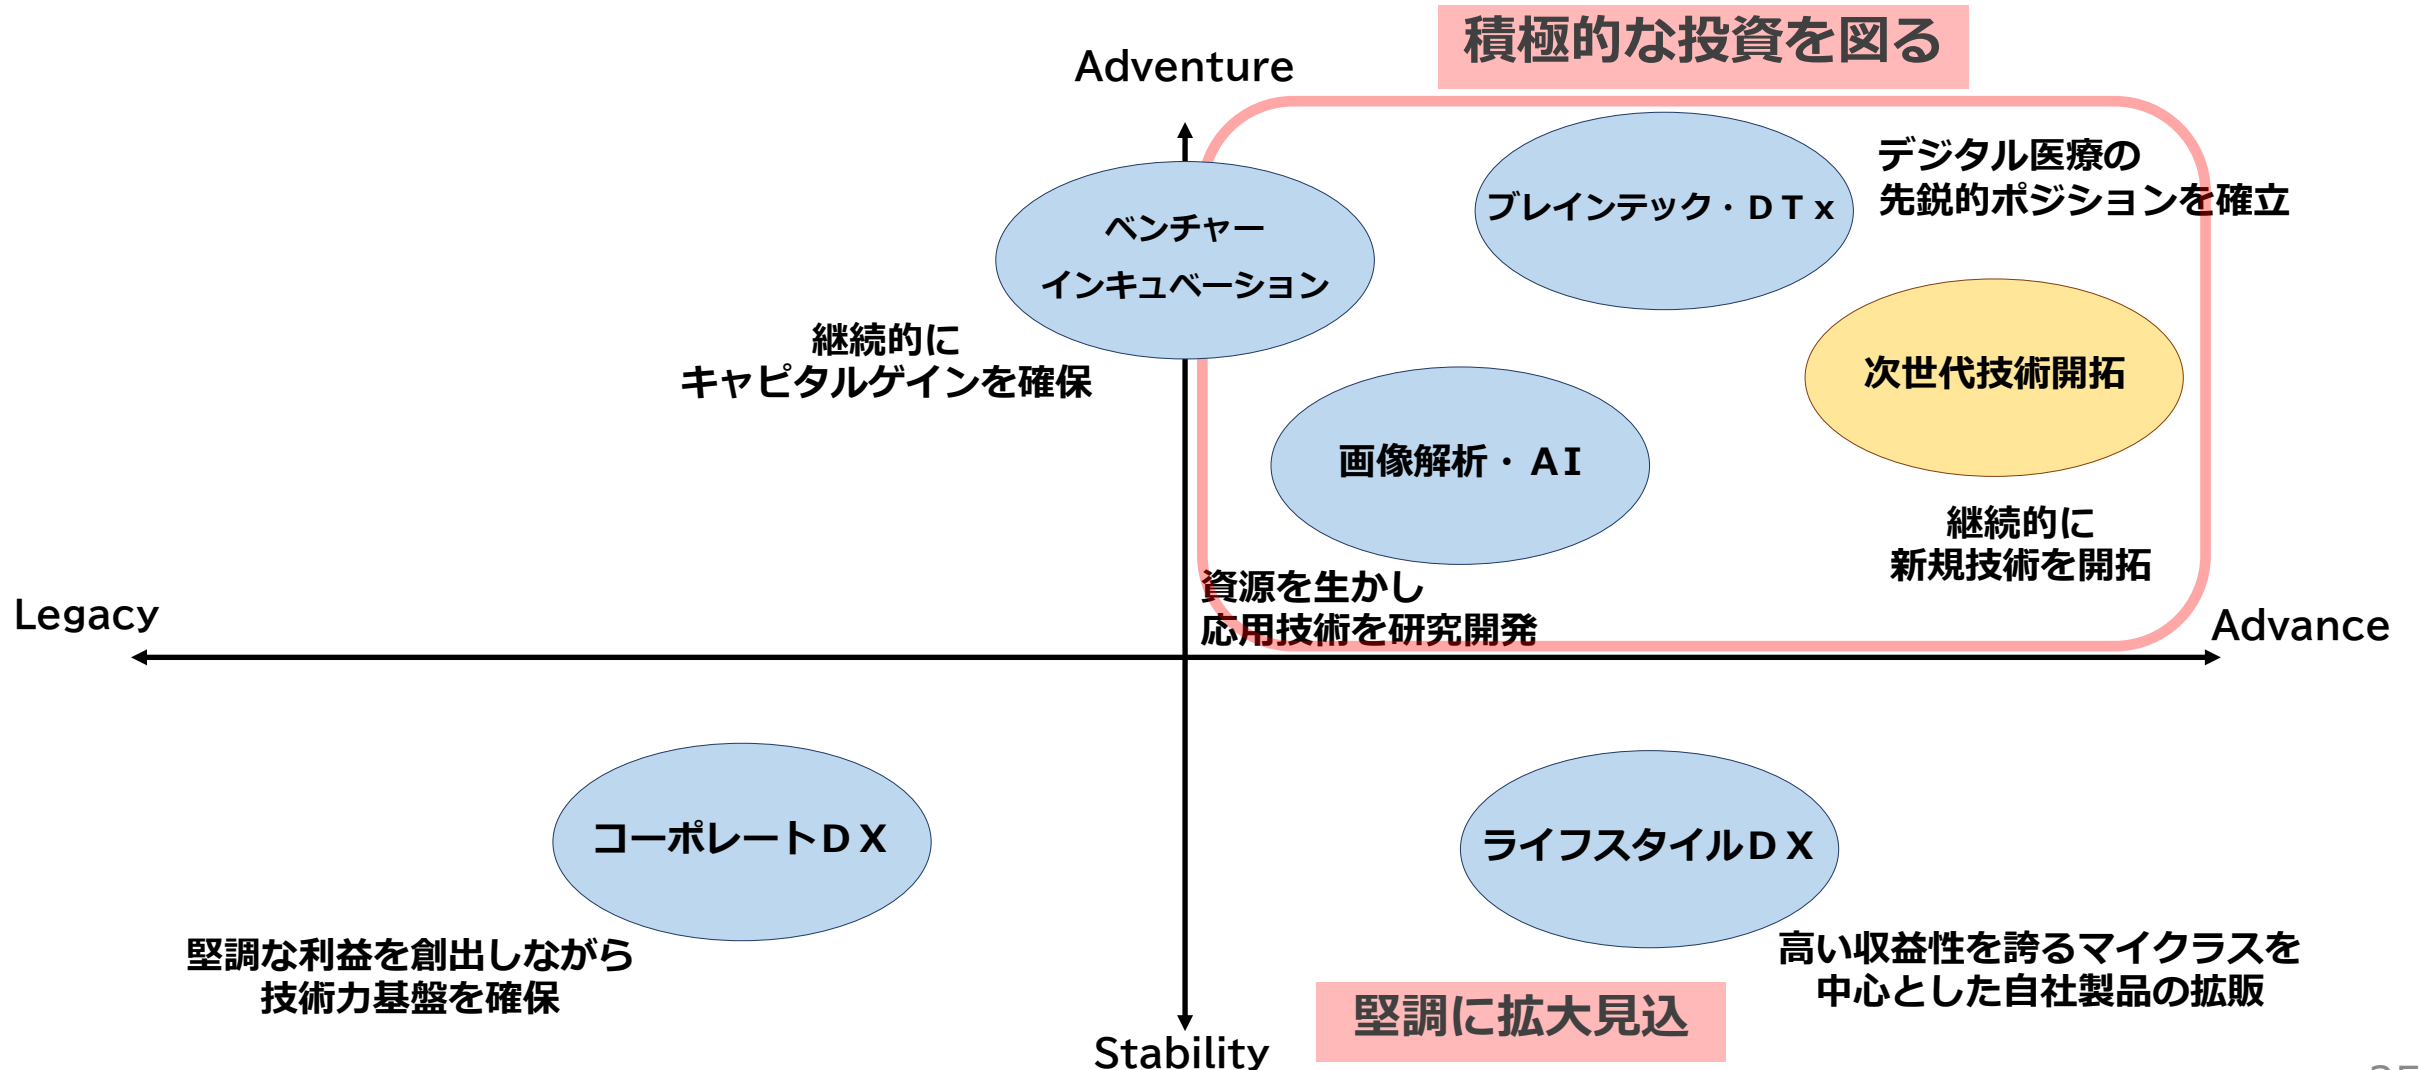 積極的な投資を図る
Adventure
デジタル医療の
先鋭的ポジションを確立
ブレインテック・ＤＴｘ
ベンチャー
インキュベーション
継続的に
キャピタルゲインを確保
次世代技術開拓
画像解析・ＡＩ
継続的に
新規技術を開拓
資源を生かし
応用技術を研究開発
Legacy
Advance
コーポレートＤＸ
ライフスタイルＤＸ
堅調な利益を創出しながら
技術力基盤を確保
高い収益性を誇るマイクラスを
中心とした自社製品の拡販
堅調に拡大見込
Stability